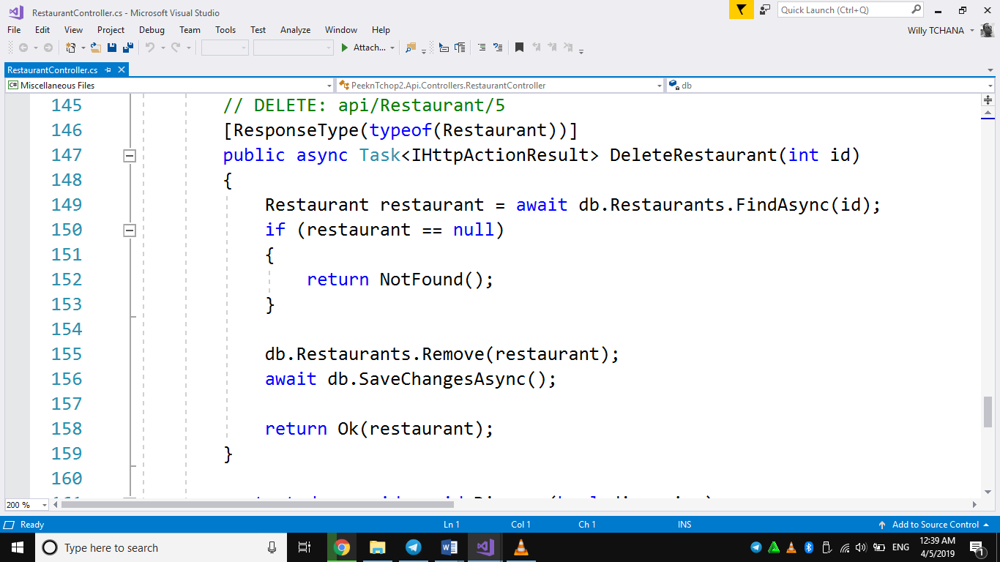 RestaurantController.cs - Microsoft Visual Studio
Quick Launch (Ctrl+Q)
File Edit View Project Debug Team Tools Test Analyze Window Help
Willy TCHANA
Attach...
RestaurantController.cs
C# Miscellaneous Files PeeknTchop2.Api.Controllers.RestaurantController db
145 // DELETE: api/Restaurant/5
146 [ResponseType(typeof(Restaurant))]
147 public async Task<IHttpActionResult> DeleteRestaurant(int id)
148 {
149 Restaurant restaurant = await db.Restaurants.FindAsync(id);
150 if (restaurant == null)
151 {
152 return NotFound();
153 }
154
155 db.Restaurants.Remove(restaurant);
156 await db.SaveChangesAsync();
157
158 return Ok(restaurant);
159 }
160
200 %
Ready Ln 1 Col 1 Ch 1 INS Add to Source Control
Type here to search
ENG
12:39 AM
4/5/2019
1